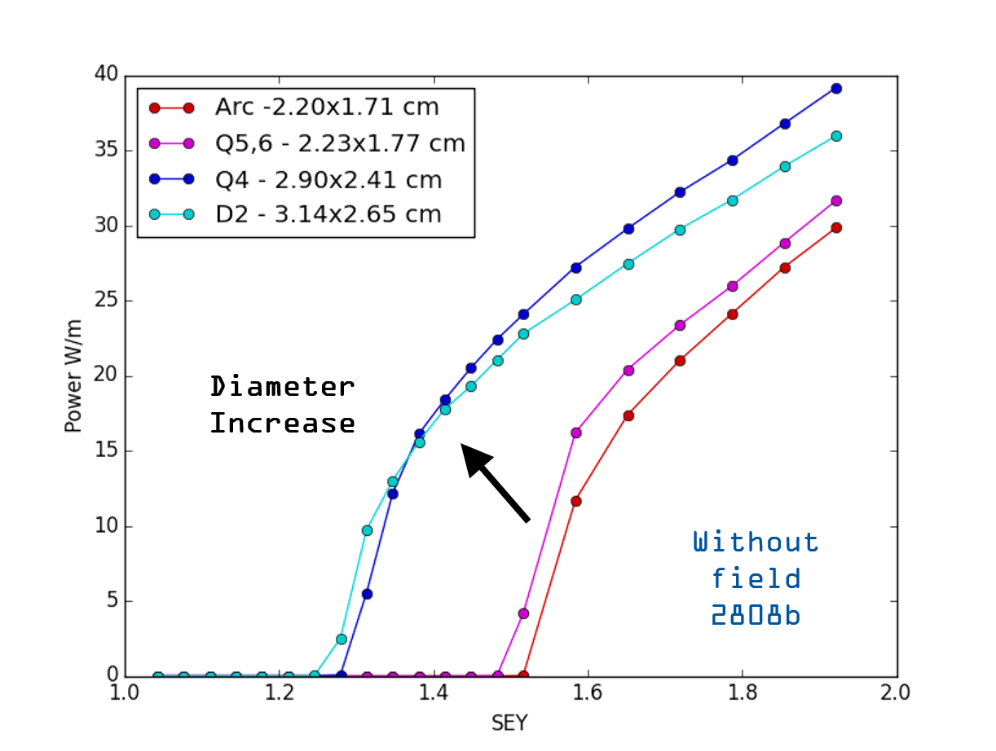 40
35
30
25
20
15
10
5
0
Power W/m
Arc -2.20x1.71 cm
Q5,6 - 2.23x1.77 cm
Q4 - 2.90x2.41 cm
D2 - 3.14x2.65 cm
Diameter
Increase
Without
field
2808b
1.0 1.2 1.4 1.6 1.8 2.0
SEY